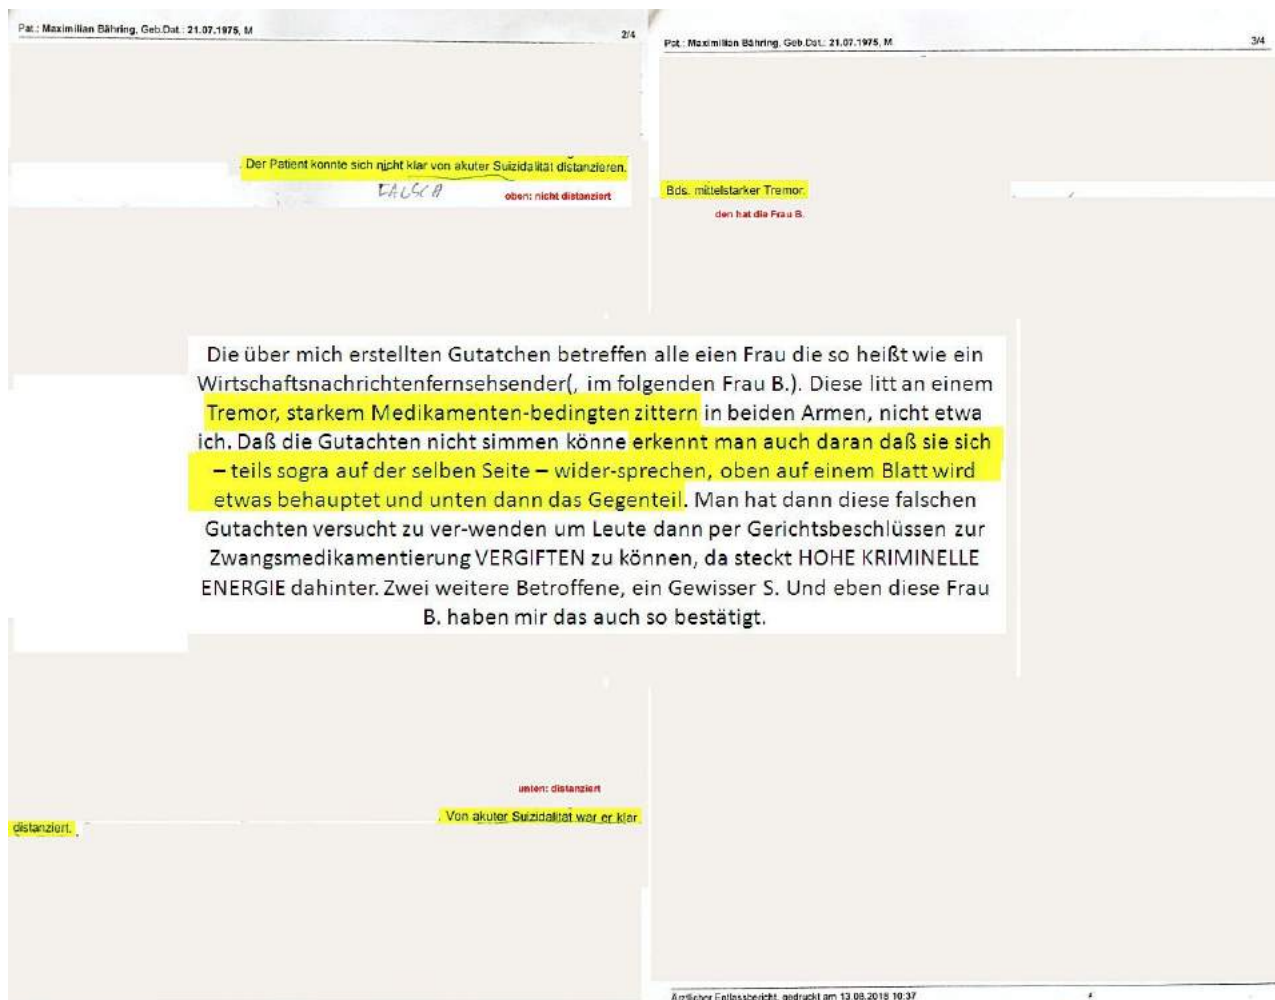 Pat.: Maximilian Bähring, Geb.Dat.: 21.07.1975, M
2/4
Der Patient konnte sich nicht klar von akuter Suizidalität distanzieren.
FALSCH
oben: nicht distanziert
Pat.: Maximilian Bähring, Geb.Dat.: 21.07.1975, M
3/4
Bds. mittelstarker Tremor.
den hat die Frau B.
Die über mich erstellten Gutatchen betreffen alle eien Frau die so heißt wie ein
Wirtschaftsnachrichtenfernsehsender(, im folgenden Frau B.). Diese litt an einem
Tremor, starkem Medikamenten-bedingten zittern in beiden Armen, nicht etwa
ich. Daß die Gutachten nicht simmen könne erkennt man auch daran daß sie sich
– teils sogra auf der selben Seite – wider-sprechen, oben auf einem Blatt wird
etwas behauptet und unten dann das Gegenteil. Man hat dann diese falschen
Gutachten versucht zu ver-wenden um Leute dann per Gerichtsbeschlüssen zur
Zwangsmedikamentierung VERGIFTEN zu können, da steckt HOHE KRIMINELLE
ENERGIE dahinter. Zwei weitere Betroffene, ein Gewisser S. Und eben diese Frau
B. haben mir das auch so bestätigt.
unten: distanziert
. Von akuter Suizidalität war er klar
distanziert.
Ärztlicher Entlassbericht, gedruckt am 13.08.2018 10:37